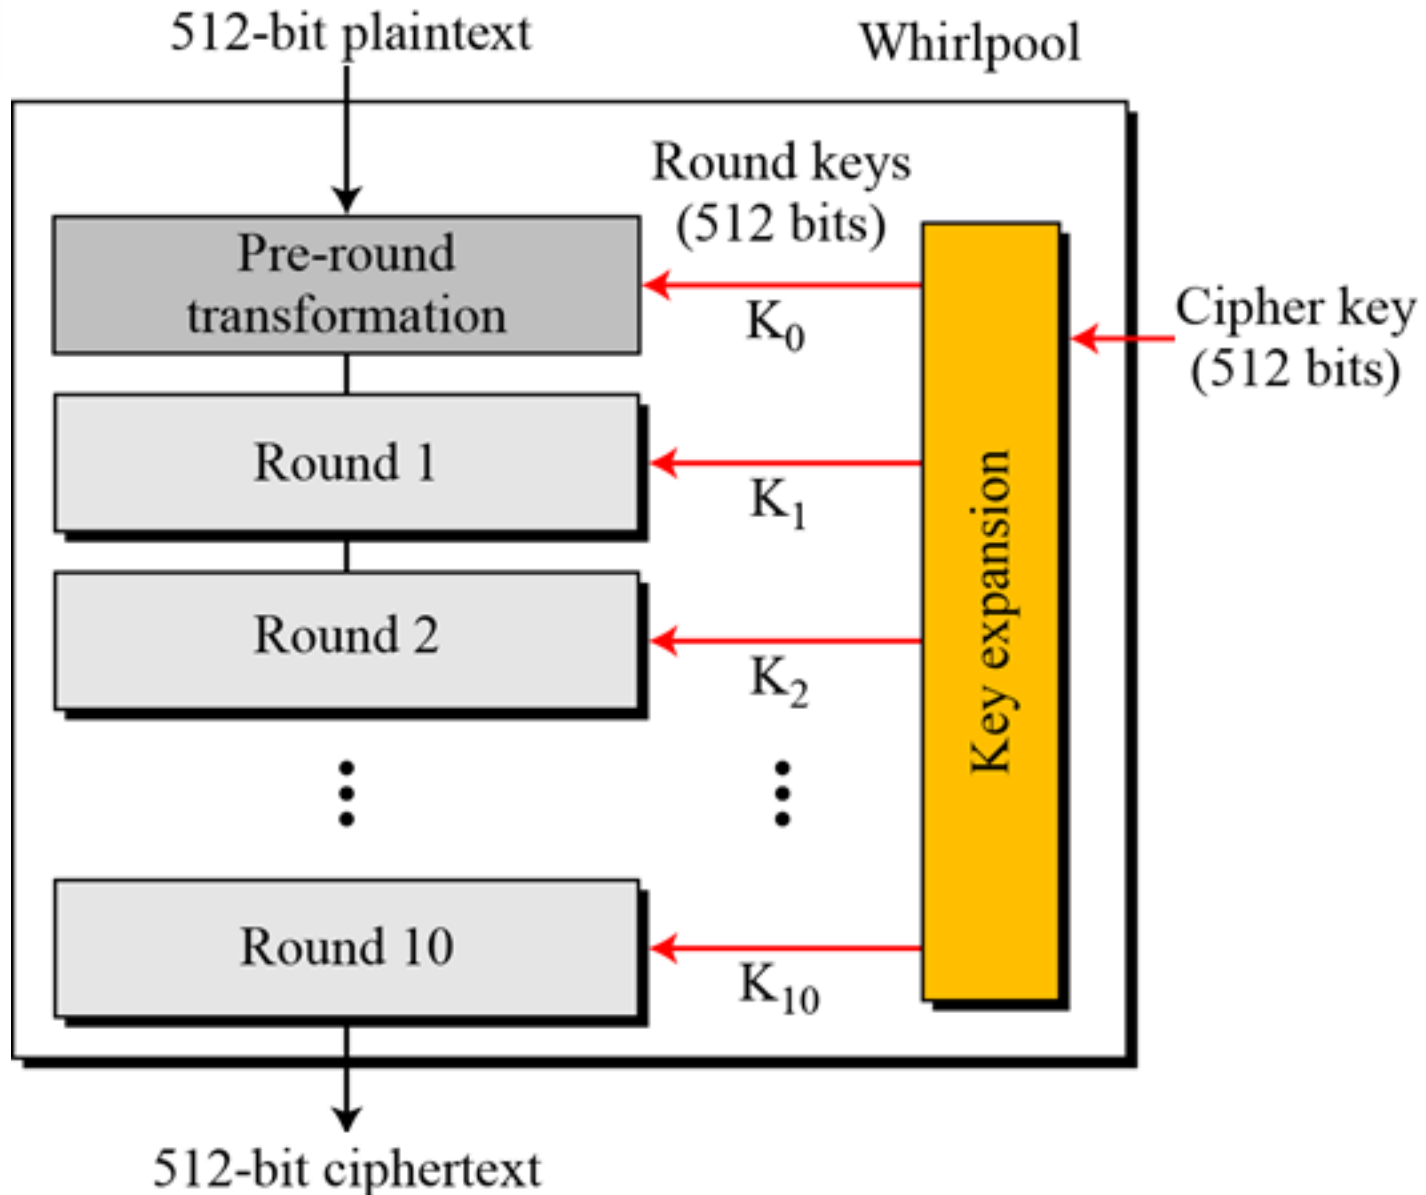 512-bit plaintext
Whirlpool
Round keys
(512 bits)
Pre-round
transformation
K0
Cipher key
(512 bits)
Round 1
K1
Key expansion
Round 2
K2
Round 10
K10
512-bit ciphertext